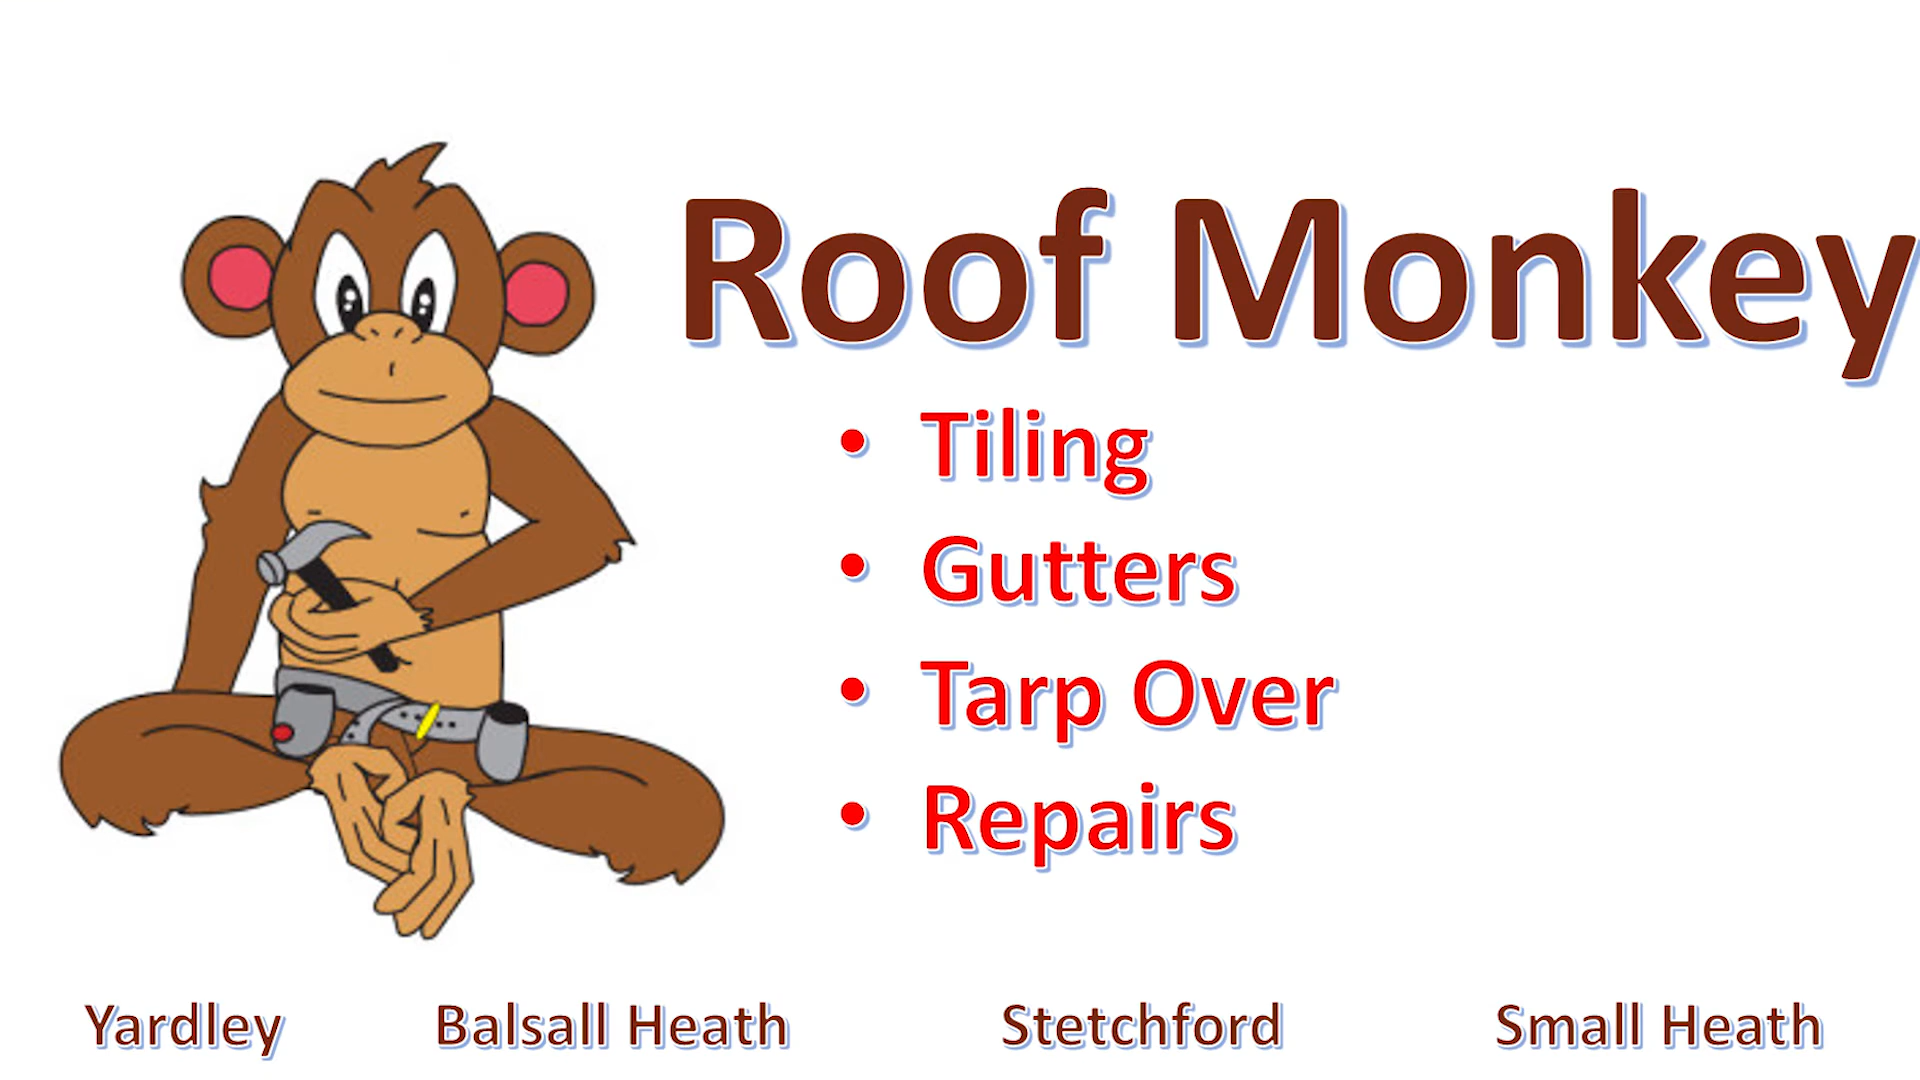 Roof Monkey
• Tiling
• Gutters
• Tarp Over
• Repairs
Yardley Balsall Heath Stetchford Small Heath